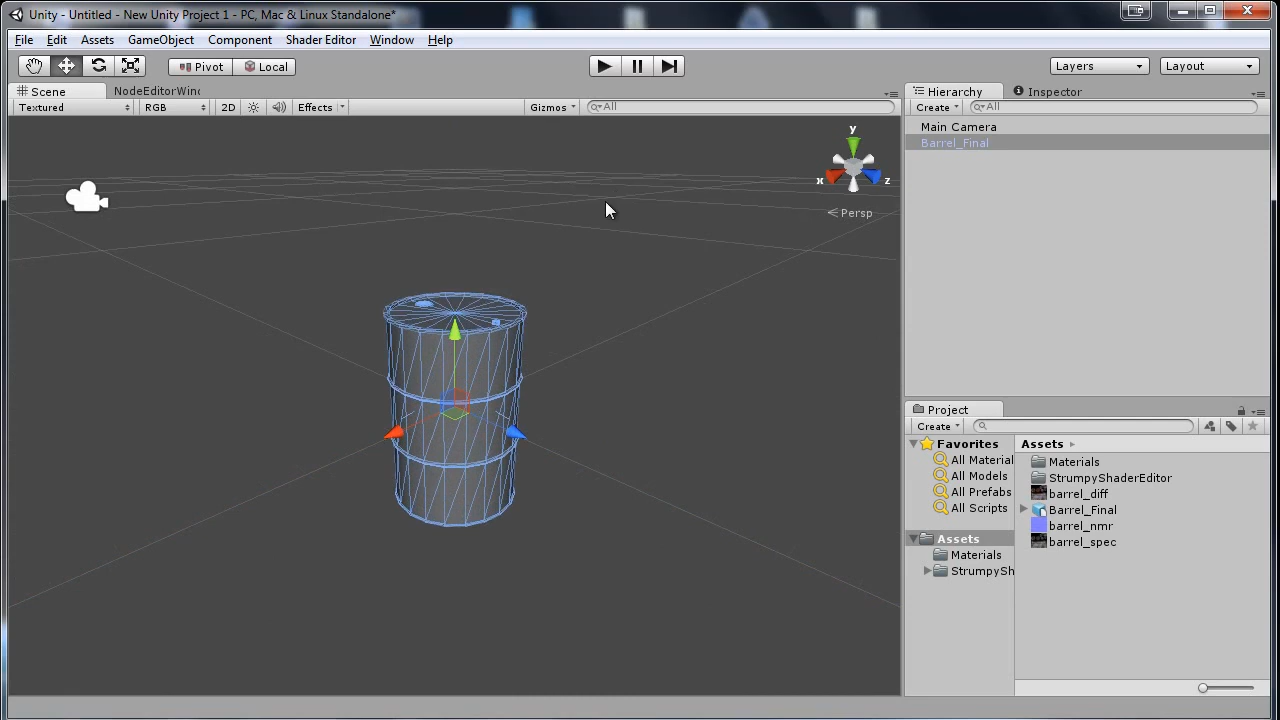 Unity - Untitled - New Unity Project 1 - PC, Mac & Linux Standalone*
File Edit Assets GameObject Component Shader Editor Window Help
Pivot Local Layers Layout
Scene NodeEditorWinc Hierarchy Inspector
Textured RGB 2D Effects Gizmos All Create All
Main Camera
Barrel_Final
y
x z
Persp
Project
Create
Favorites Assets
All Material Materials
All Models StrumpyShaderEditor
All Prefabs barrel_diff
All Scripts Barrel_Final
barrel_nmr
Assets barrel_spec
Materials
StrumpySh